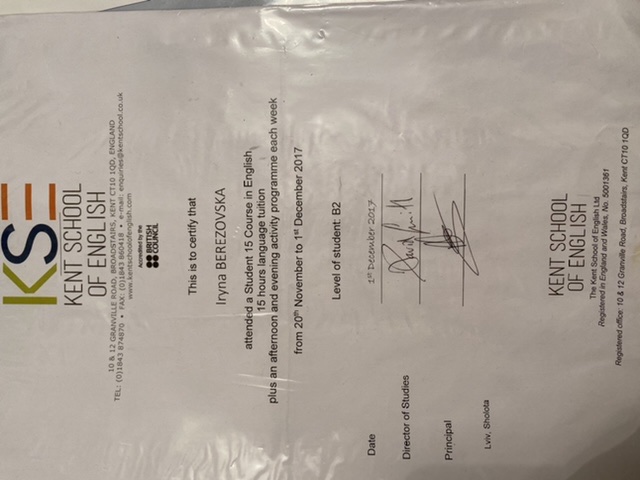 KSE
KENT SCHOOL
OF ENGLISH
10 & 12 GRANVILLE ROAD, BROADSTAIRS, KENT CT10 1QD, ENGLAND
TEL: (0)1843 874870 • FAX: (0)1843 860418 • e-mail: enquiries@kentschool.co.uk
www.kentschoolofenglish.com
Accredited by the
BRITISH
COUNCIL
This is to certify that
Iryna BEREZOVSKA
attended a Student 15 Course in English,
15 hours language tuition
plus an afternoon and evening activity programme each week
from 20th November to 1st December 2017
Level of student: B2
Date 1st December 2017
Director of Studies
Principal
Lviv, Sholota
KENT SCHOOL
OF ENGLISH
The Kent School of English Ltd
Registered in England and Wales, No. 5001361
Registered office: 10 & 12 Granville Road, Broadstairs, Kent CT10 1QD